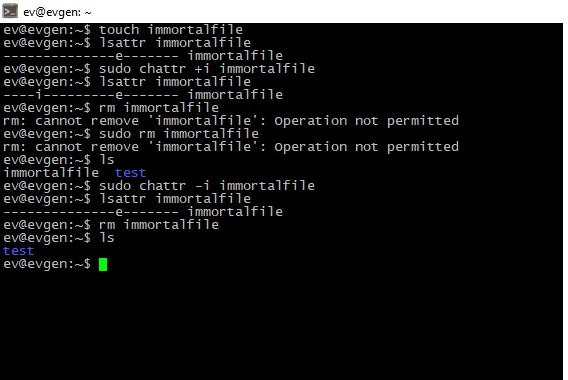 ev@evgen: ~
ev@evgen:~$ touch immortalfile
ev@evgen:~$ lsattr immortalfile
--------------e------- immortalfile
ev@evgen:~$ sudo chattr +i immortalfile
ev@evgen:~$ lsattr immortalfile
----i---------e------- immortalfile
ev@evgen:~$ rm immortalfile
rm: cannot remove 'immortalfile': Operation not permitted
ev@evgen:~$ sudo rm immortalfile
rm: cannot remove 'immortalfile': Operation not permitted
ev@evgen:~$ ls
immortalfile  test
ev@evgen:~$ sudo chattr -i immortalfile
ev@evgen:~$ lsattr immortalfile
--------------e------- immortalfile
ev@evgen:~$ rm immortalfile
ev@evgen:~$ ls
test
ev@evgen:~$